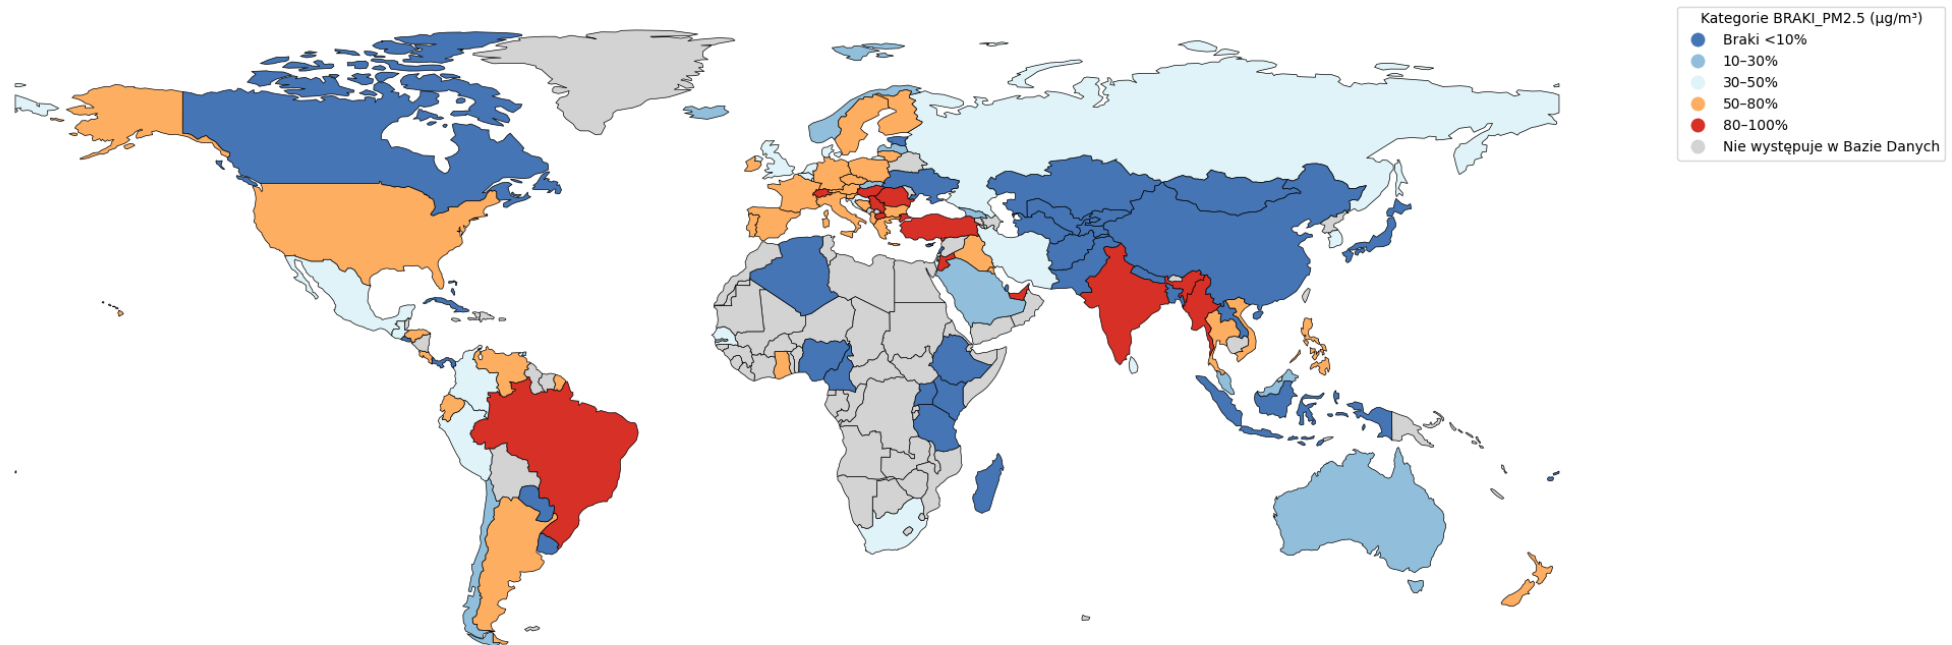 Kategorie BRAKI_PM2.5 (µg/m³)
Braki <10%
10–30%
30–50%
50–80%
80–100%
Nie występuje w Bazie Danych